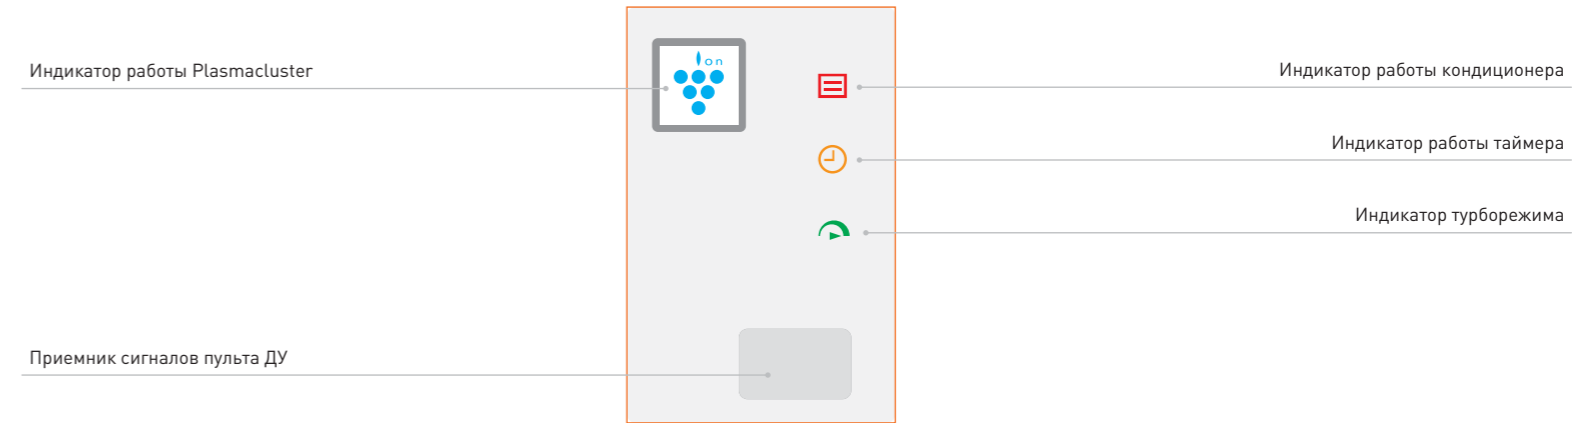 Индикатор работы Plasmacluster
Ion
Индикатор работы кондиционера
Индикатор работы таймера
Индикатор турборежима
Приемник сигналов пульта ДУ